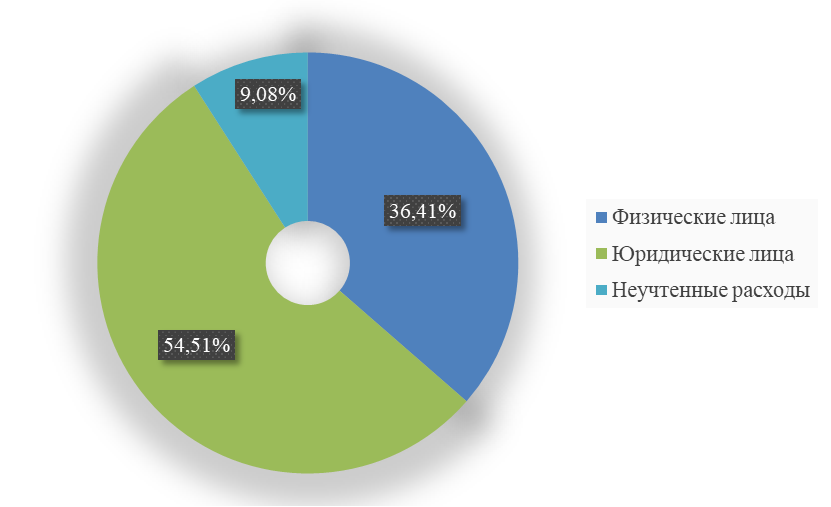 9,08%
36,41%
54,51%
Физические лица
Юридические лица
Неучтенные расходы